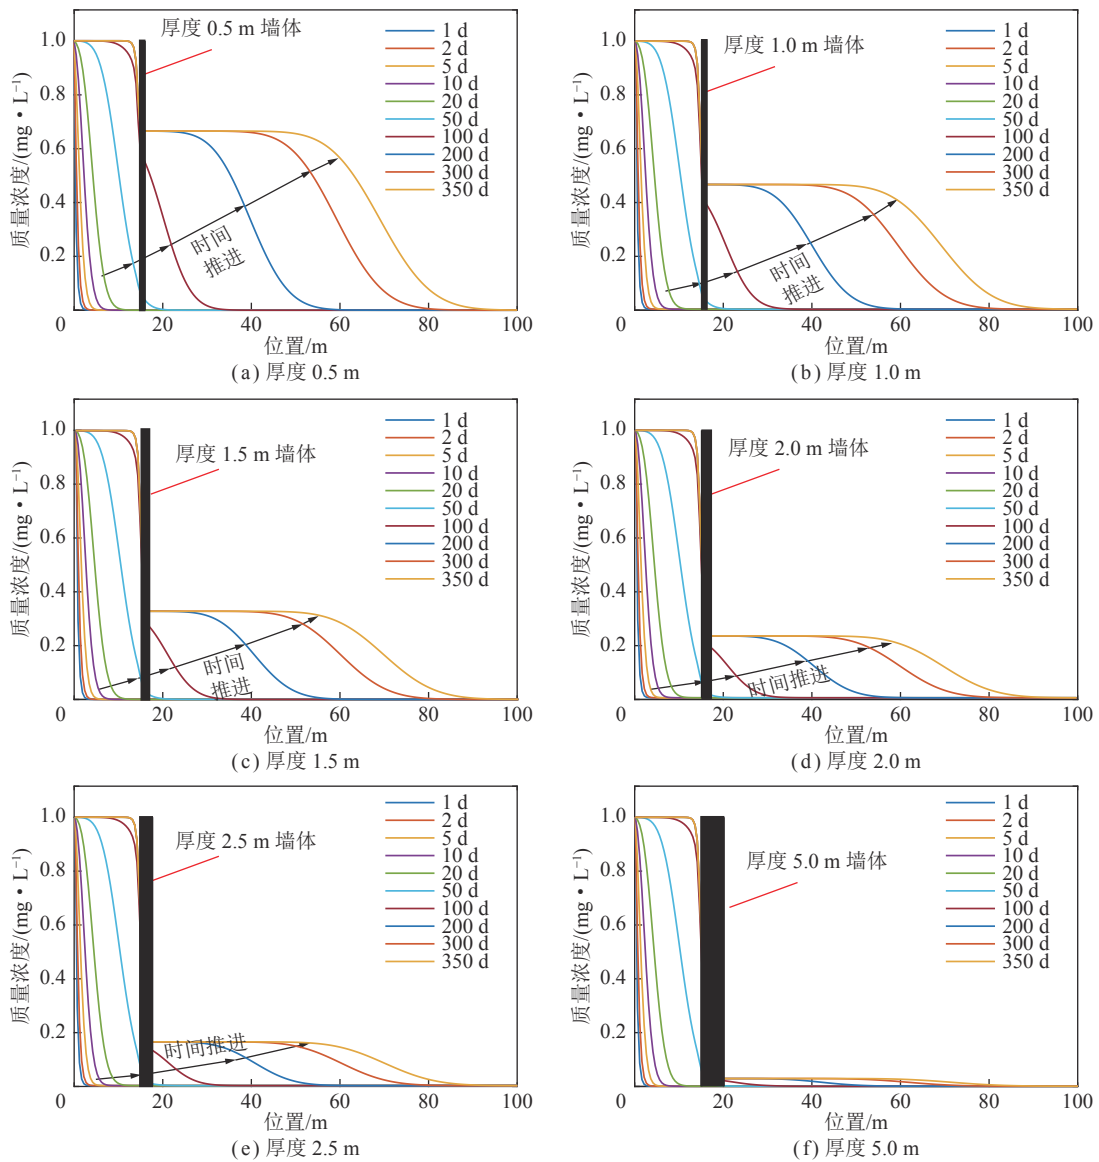 厚度 0.5 m 墙体
1.0
0.8
0.6
0.4
0.2
0
20
40
60
80
100
质量浓度/(mg·L⁻¹)
1 d
2 d
5 d
10 d
20 d
50 d
100 d
200 d
300 d
350 d
时间
推进
位置/m
(a) 厚度 0.5 m
厚度 1.0 m 墙体
1.0
0.8
0.6
0.4
0.2
0
20
40
60
80
100
质量浓度/(mg·L⁻¹)
1 d
2 d
5 d
10 d
20 d
50 d
100 d
200 d
300 d
350 d
时间
推进
位置/m
(b) 厚度 1.0 m
厚度 1.5 m 墙体
1.0
0.8
0.6
0.4
0.2
0
20
40
60
80
100
质量浓度/(mg·L⁻¹)
1 d
2 d
5 d
10 d
20 d
50 d
100 d
200 d
300 d
350 d
时间
推进
位置/m
(c) 厚度 1.5 m
厚度 2.0 m 墙体
1.0
0.8
0.6
0.4
0.2
0
20
40
60
80
100
质量浓度/(mg·L⁻¹)
1 d
2 d
5 d
10 d
20 d
50 d
100 d
200 d
300 d
350 d
时间推进
位置/m
(d) 厚度 2.0 m
厚度 2.5 m 墙体
1.0
0.8
0.6
0.4
0.2
0
20
40
60
80
100
质量浓度/(mg·L⁻¹)
1 d
2 d
5 d
10 d
20 d
50 d
100 d
200 d
300 d
350 d
时间推进
位置/m
(e) 厚度 2.5 m
厚度 5.0 m 墙体
1.0
0.8
0.6
0.4
0.2
0
20
40
60
80
100
质量浓度/(mg·L⁻¹)
1 d
2 d
5 d
10 d
20 d
50 d
100 d
200 d
300 d
350 d
位置/m
(f) 厚度 5.0 m